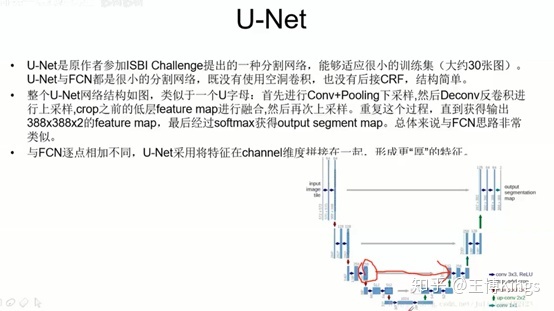 U-Net
• U-Net是原作者参加ISBI Challenge提出的一种分割网络，能够适应很小的训练集（大约30张图）。
U-Net与FCN都是很小的分割网络，既没有使用空洞卷积，也没有后接CRF，结构简单。
• 整个U-Net网络结构如图，类似于一个U字母：首先进行Conv+Pooling下采样,然后Deconv反卷积进
行上采样,crop之前的低层feature map进行融合,然后再次上采样。重复这个过程，直到获得输出
388x388x2的feature map，最后经过softmax获得output segment map。总体来说与FCN思路非常
类似。
• 与FCN逐点相加不同，U-Net采用将特征在channel维度拼接在一起，形成更“厚”的特征。
input
image
tile
output
segmentation
map
conv 3x3, ReLU
up-conv 2x2
conv 1x1
知乎 @王博Kings